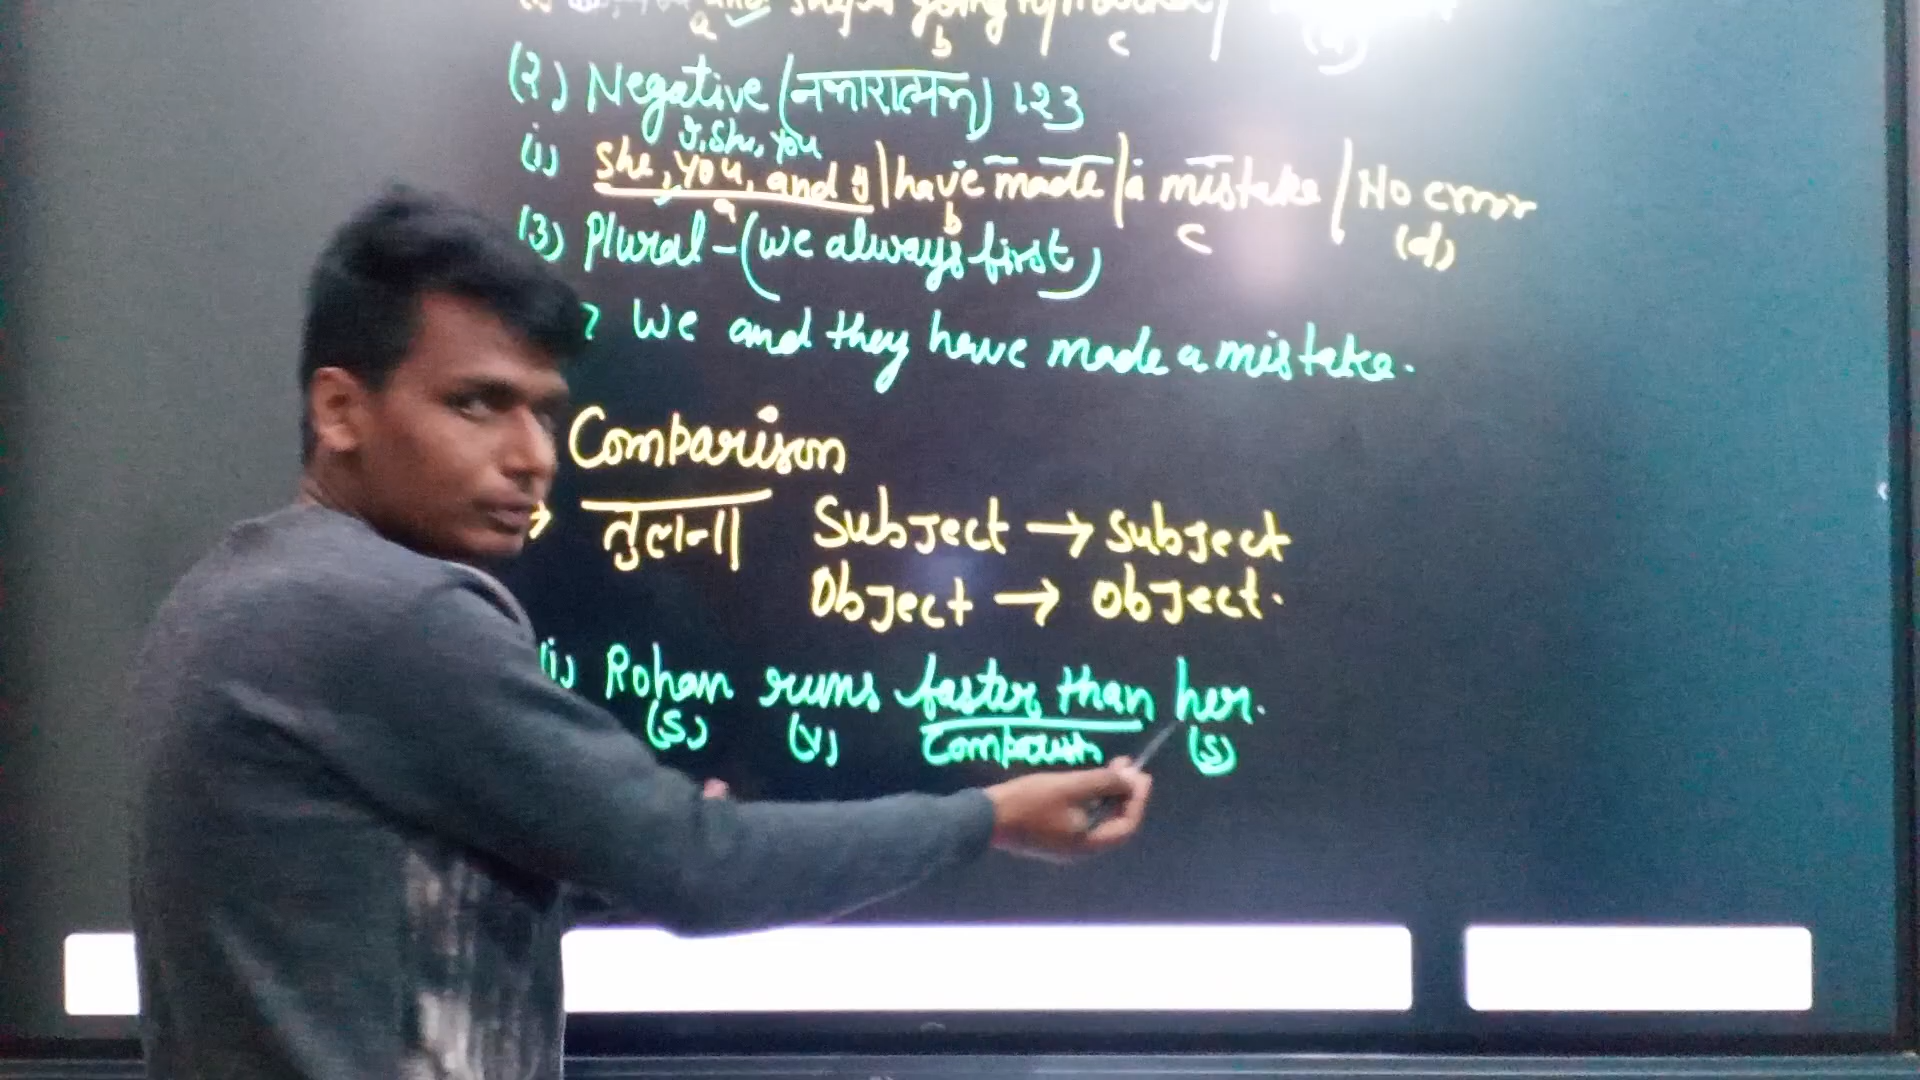 going
a b c (d)
(2) Negative (नकारात्मक) 123
I, She, you
(i) She, you, and I | have made | a mistake | No error
a b c (d)
(3) Plural - (we always first)
We and they have made a mistake.
Comparison
→ तुलना Subject → Subject
Object → Object.
(i) Rohan runs faster than her.
(S) (V) Comparison (S)